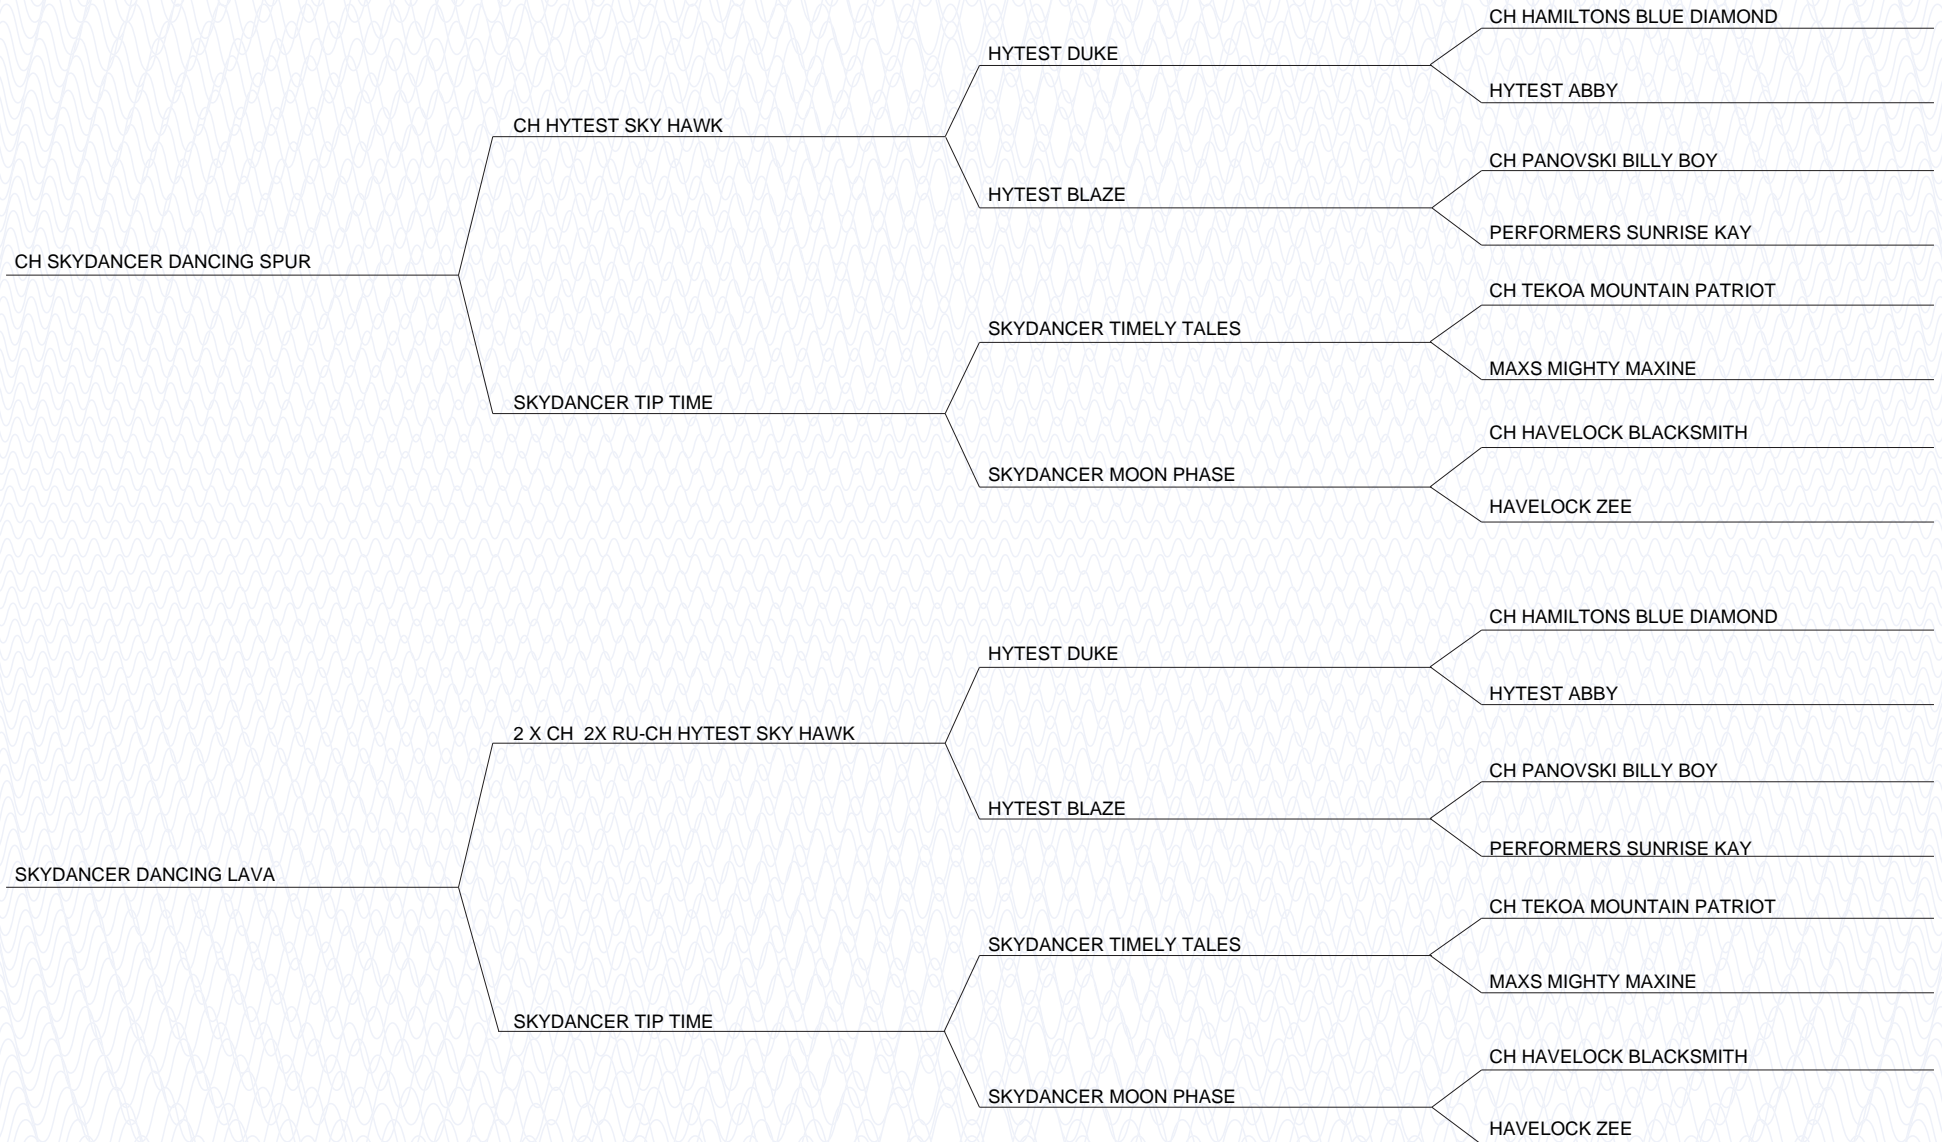 CH HAMILTONS BLUE DIAMOND
HYTEST DUKE
HYTEST ABBY
CH HYTEST SKY HAWK
CH PANOVSKI BILLY BOY
HYTEST BLAZE
PERFORMERS SUNRISE KAY
CH SKYDANCER DANCING SPUR
CH TEKOA MOUNTAIN PATRIOT
SKYDANCER TIMELY TALES
MAXS MIGHTY MAXINE
SKYDANCER TIP TIME
CH HAVELOCK BLACKSMITH
SKYDANCER MOON PHASE
HAVELOCK ZEE
CH HAMILTONS BLUE DIAMOND
HYTEST DUKE
HYTEST ABBY
2 X CH  2X RU-CH HYTEST SKY HAWK
CH PANOVSKI BILLY BOY
HYTEST BLAZE
PERFORMERS SUNRISE KAY
SKYDANCER DANCING LAVA
CH TEKOA MOUNTAIN PATRIOT
SKYDANCER TIMELY TALES
MAXS MIGHTY MAXINE
SKYDANCER TIP TIME
CH HAVELOCK BLACKSMITH
SKYDANCER MOON PHASE
HAVELOCK ZEE